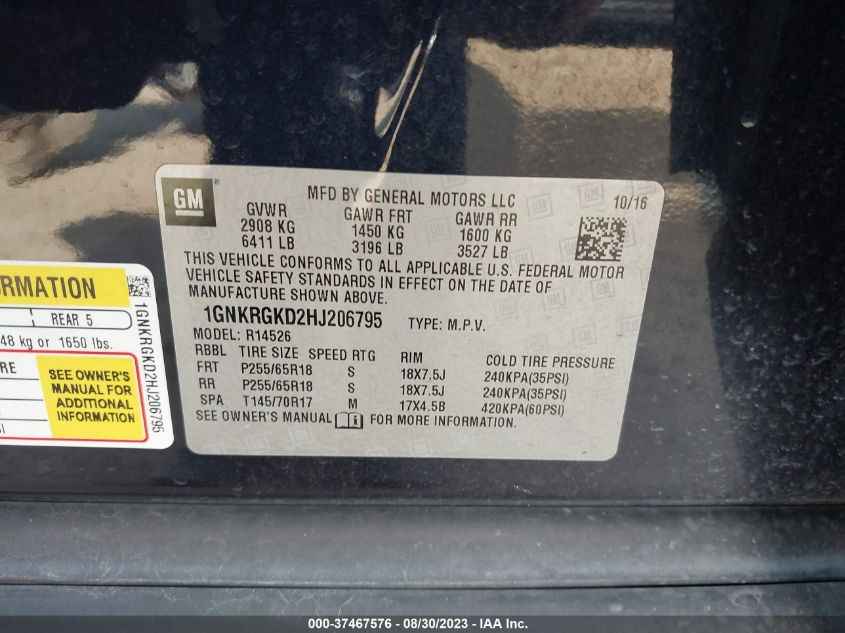 GM
MFD BY GENERAL MOTORS LLC 10/16
GVWR GAWR FRT GAWR RR
2908 KG 1450 KG 1600 KG
6411 LB 3196 LB 3527 LB
THIS VEHICLE CONFORMS TO ALL APPLICABLE U.S. FEDERAL MOTOR
VEHICLE SAFETY STANDARDS IN EFFECT ON THE DATE OF
MANUFACTURE SHOWN ABOVE.
1GNKRGKD2HJ206795 TYPE: M.P.V.
MODEL: R14526
RBBL TIRE SIZE SPEED RTG RIM COLD TIRE PRESSURE
FRT P255/65R18 S 18X7.5J 240KPA(35PSI)
RR P255/65R18 S 18X7.5J 240KPA(35PSI)
SPA T145/70R17 M 17X4.5B 420KPA(60PSI)
SEE OWNER'S MANUAL i FOR MORE INFORMATION.
REAR 5
kg or 1650 lbs.
SEE OWNER'S
MANUAL FOR
ADDITIONAL
INFORMATION
1GNKRGKD2HJ206795
000-37467576 - 08/30/2023 - IAA Inc.